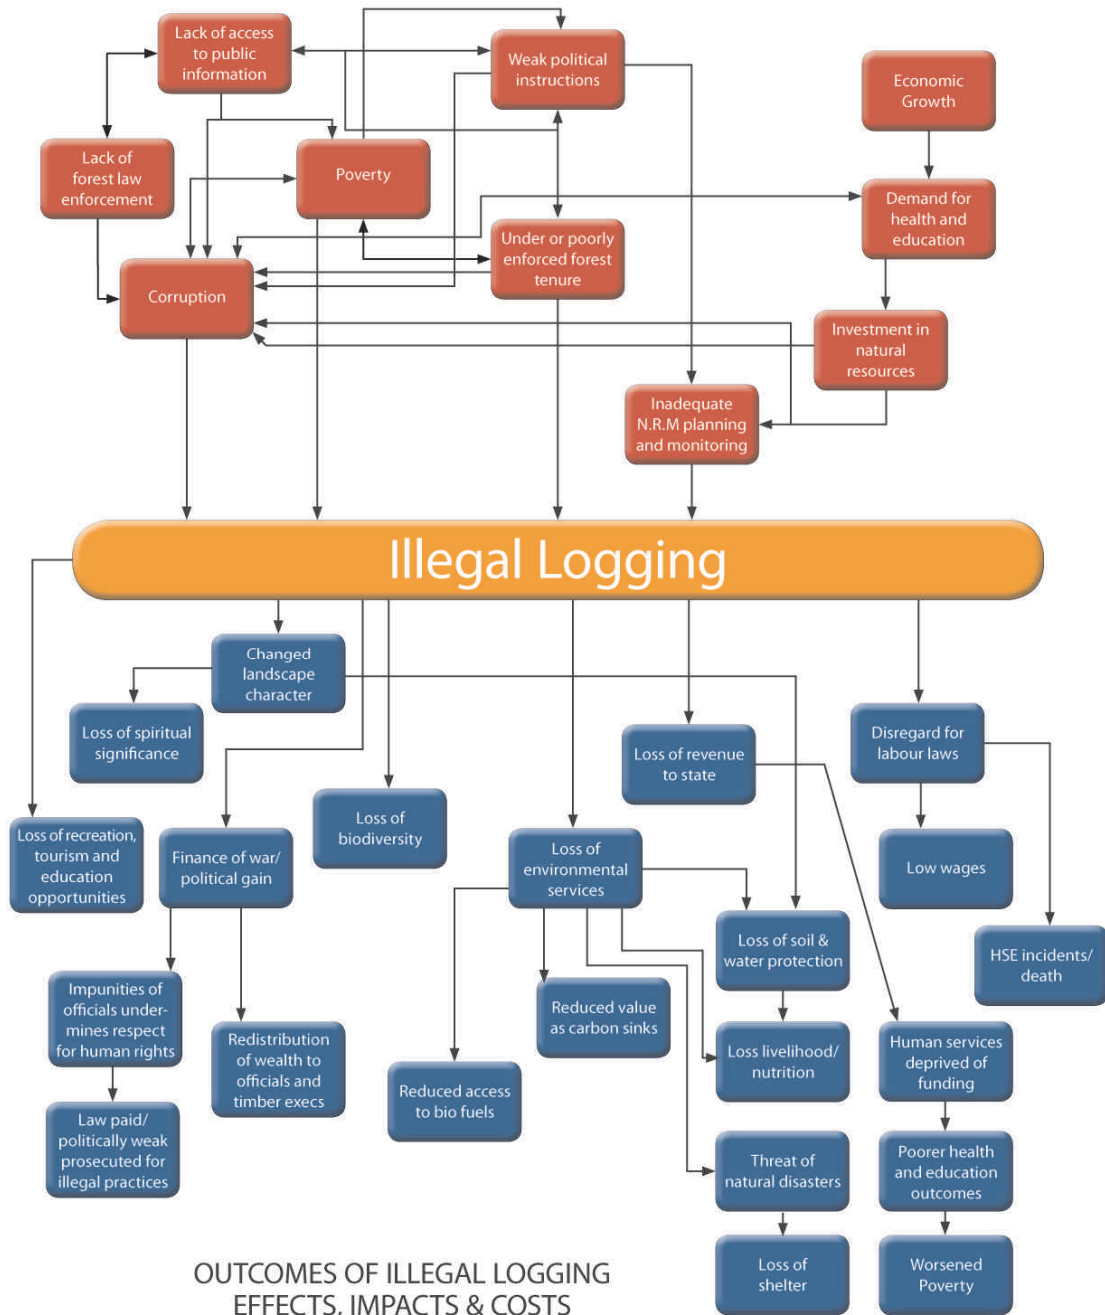 Lack of access
to public
information
Weak political
instructions
Economic
Growth
Lack of
forest law
enforcement
Poverty
Demand for
health and
education
Under or poorly
enforced forest
tenure
Corruption
Investment in
natural
resources
Inadequate
N.R.M planning
and monitoring
Illegal Logging
Changed
landscape
character
Loss of spiritual
significance
Loss of revenue
to state
Disregard for
labour laws
Loss of
biodiversity
Loss of recreation,
tourism and
education
opportunities
Finance of war/
political gain
Loss of
environmental
services
Low wages
Loss of soil &
water protection
HSE incidents/
death
Impunities of
officials under-
mines respect
for human rights
Reduced value
as carbon sinks
Redistribution
of wealth to
officials and
timber execs
Loss livelihood/
nutrition
Human services
deprived of
funding
Reduced access
to bio fuels
Law paid/
politically weak
prosecuted for
illegal practices
Threat of
natural disasters
Poorer health
and education
outcomes
Loss of
shelter
Worsened
Poverty
OUTCOMES OF ILLEGAL LOGGING
EFFECTS, IMPACTS & COSTS